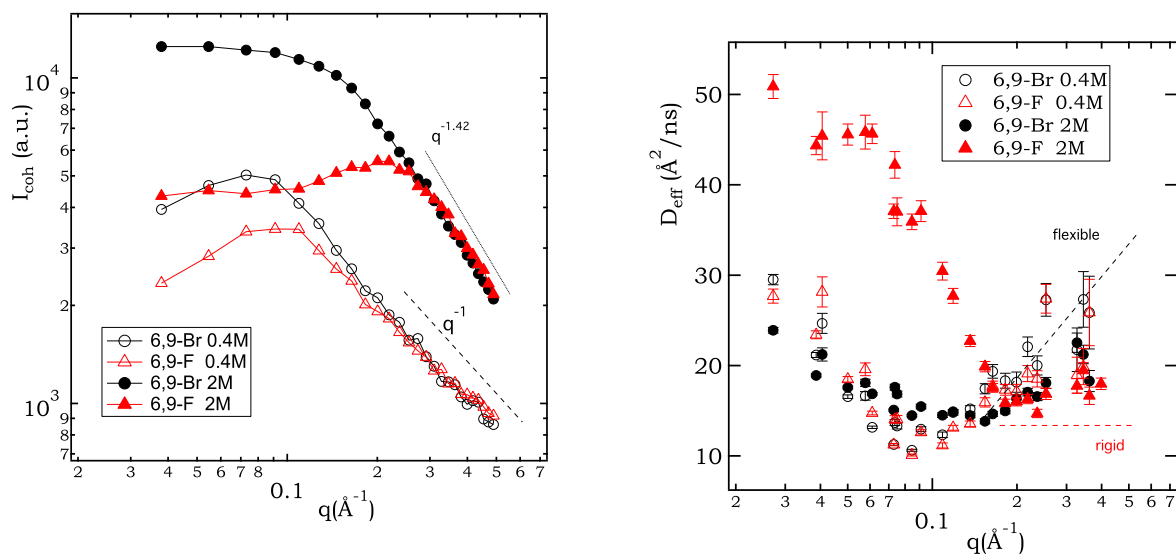 I_coh (a.u.)
10^4
9
8
7
6
5
4
3
2
10^3
9
8
7
q^-1.42
q^-1
6,9-Br 0.4M
6,9-F 0.4M
6,9-Br 2M
6,9-F 2M
2 3 4 5 6 7 8 0.1 2 3 4 5 6 7
q(Å^-1)
D_eff(Å^2/ns)
50
40
30
20
10
6,9-Br 0.4M
6,9-F 0.4M
6,9-Br 2M
6,9-F 2M
flexible
rigid
2 3 4 5 6 7 8 0.1 2 3 4 5 6 7
q(Å^-1)